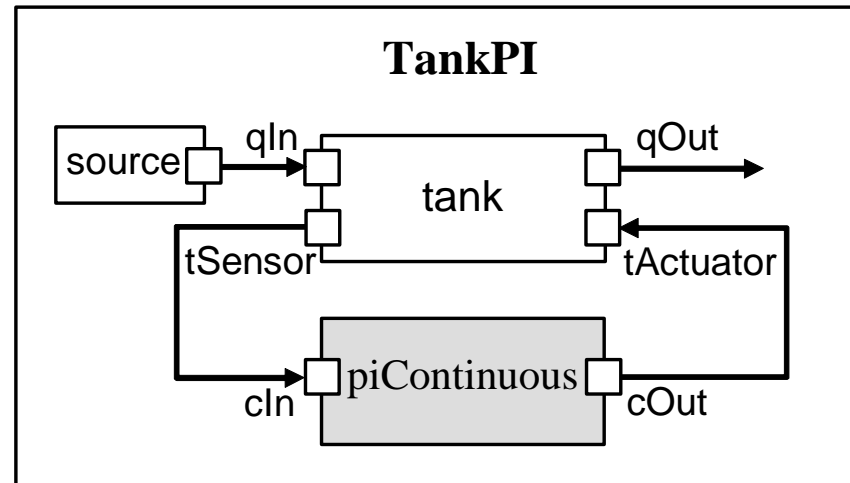 TankPI
source
qIn
qOut
tank
tSensor
tActuator
piContinuous
cIn
cOut